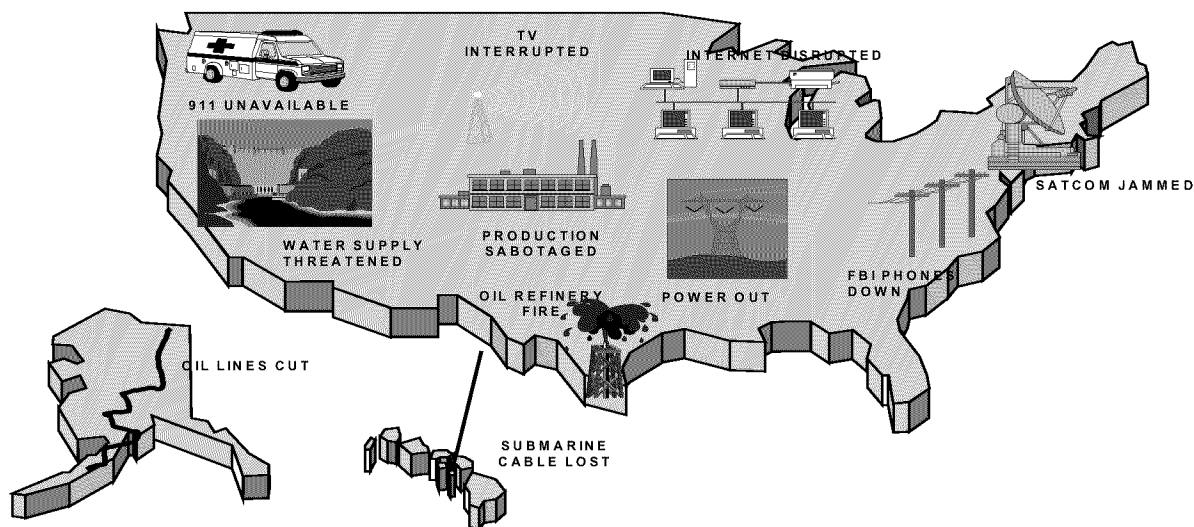 TV
INTERRUPTED
INTERNET DISRUPTED
911 UNAVAILABLE
SATCOM JAMMED
WATER SUPPLY
THREATENED
PRODUCTION
SABOTAGED
FBI PHONES
DOWN
OIL REFINERY
FIRE
POWER OUT
OIL LINES CUT
SUBMARINE
CABLE LOST